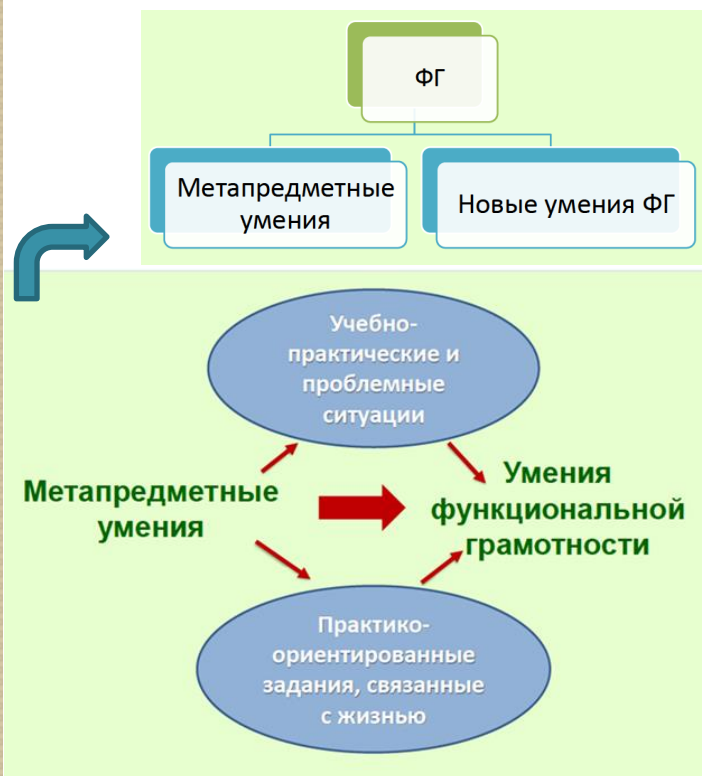 ФГ
Метапредметные
умения
Новые умения ФГ
Учебно-
практические и
проблемные
ситуации
Метапредметные
умения
Умения
функциональной
грамотности
Практико-
ориентированные
задания, связанные
с жизнью